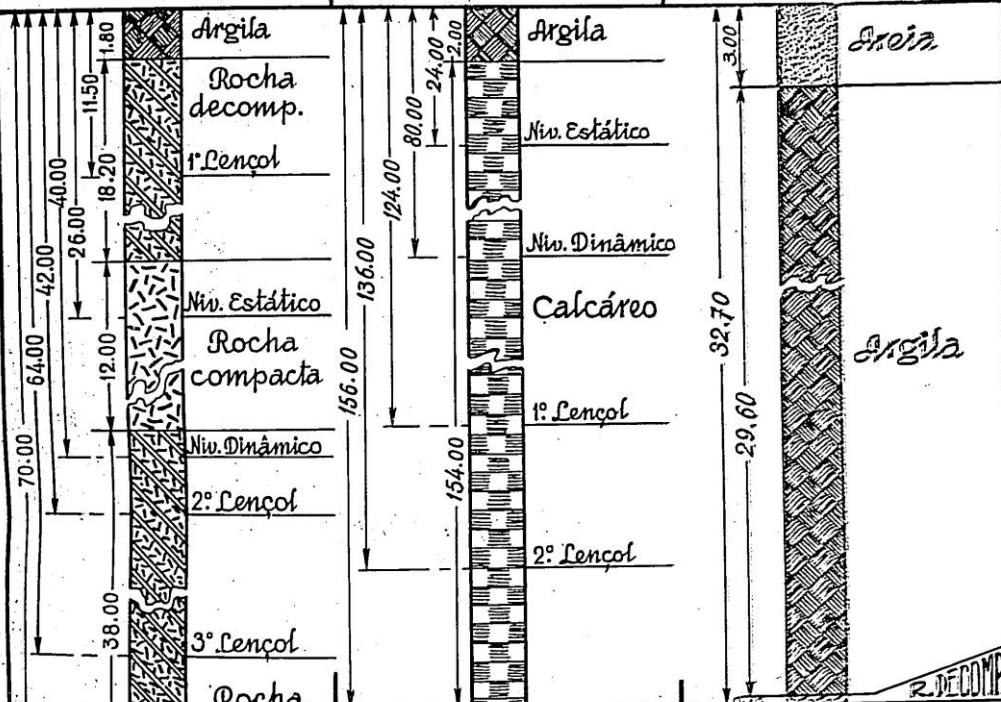 Argila
1.80
Rocha
decomp.
11.50
1º Lençol
18.20
40.00
26.00
42.00
Niv. Estático
Rocha
compacta
12.00
64.00
Niv. Dinâmico
70.00
2º Lençol
38.00
3º Lençol
Rocha
Argila
2.00
24.00
80.00
Niv. Estático
124.00
Niv. Dinâmico
136.00
Calcáreo
156.00
1º Lençol
154.00
2º Lençol
Areia
3.00
32.70
Argila
29.60
R. DECOMP